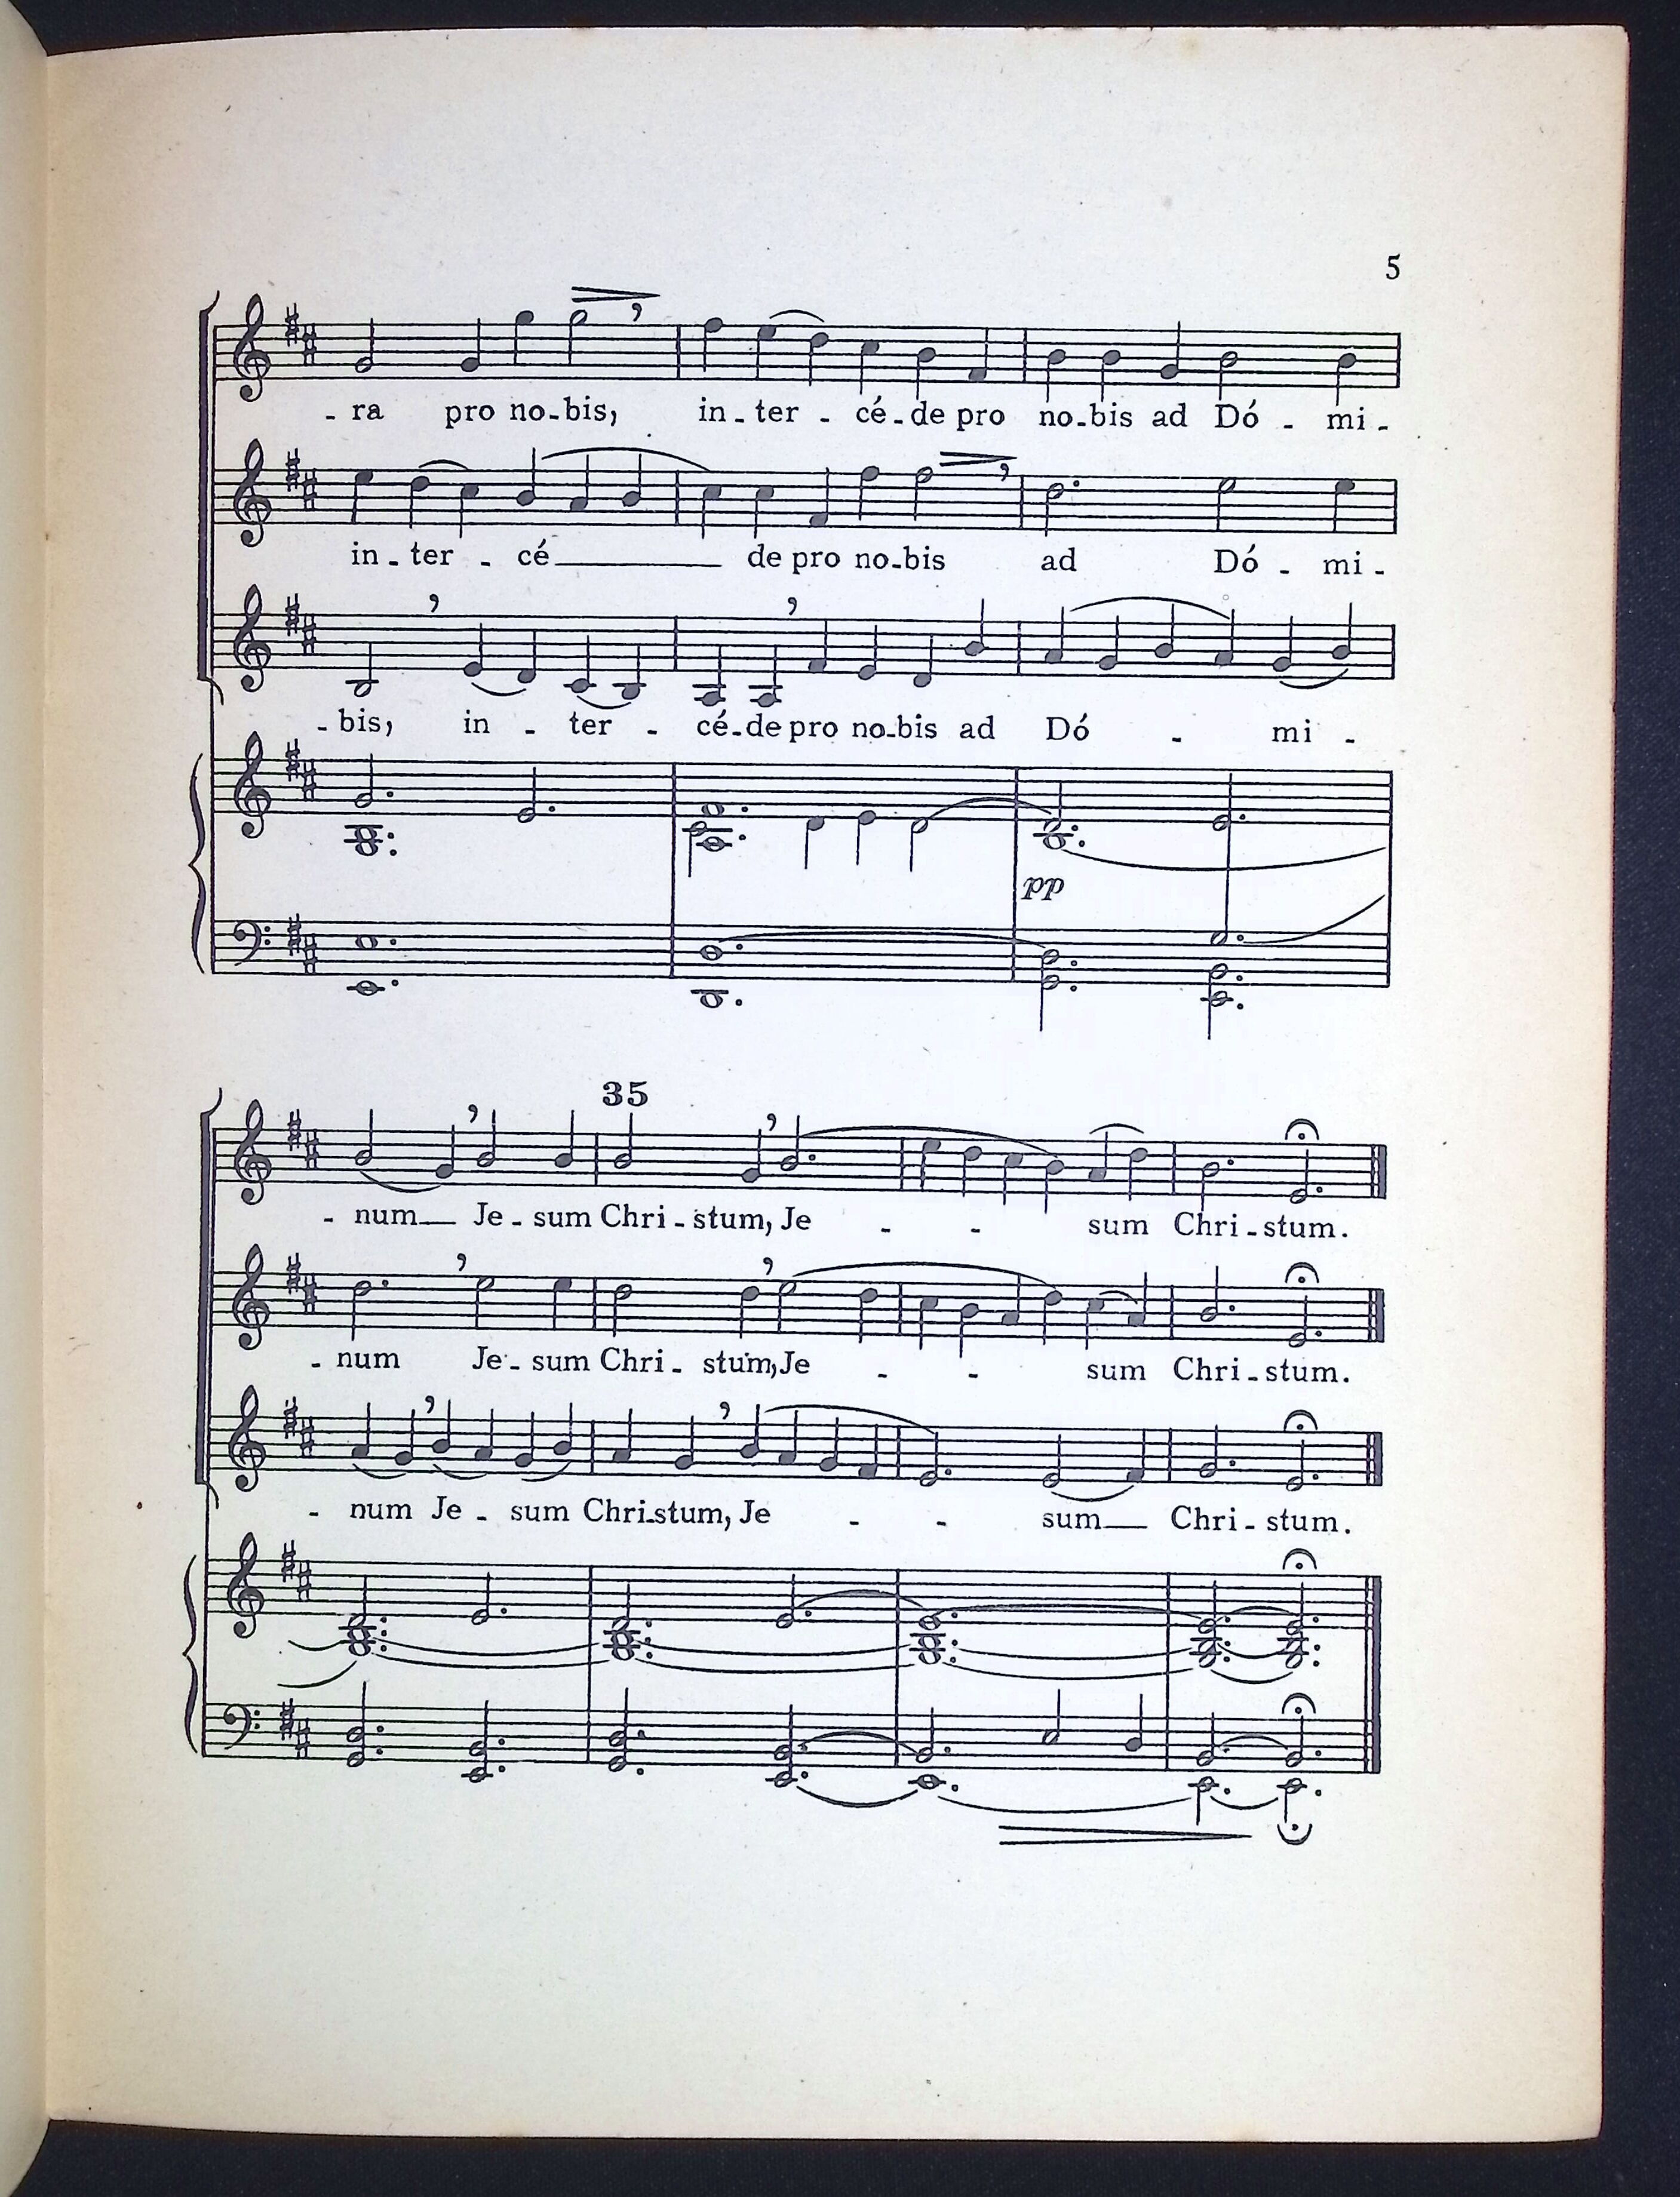 5
- ra pro no-bis, in-ter - cé-de pro no-bis ad Dó - mi-
in-ter - cé de pro no-bis ad Dó - mi-
-bis, in - ter - cé-de pro no-bis ad Dó - mi -
pp
35
- num Je-sum Chri-stum, Je - - sum Chri-stum.
- num Je-sum Chri- stum, Je - - sum Chri-stum.
- num Je- sum Chri-stum, Je - - sum Chri-stum.